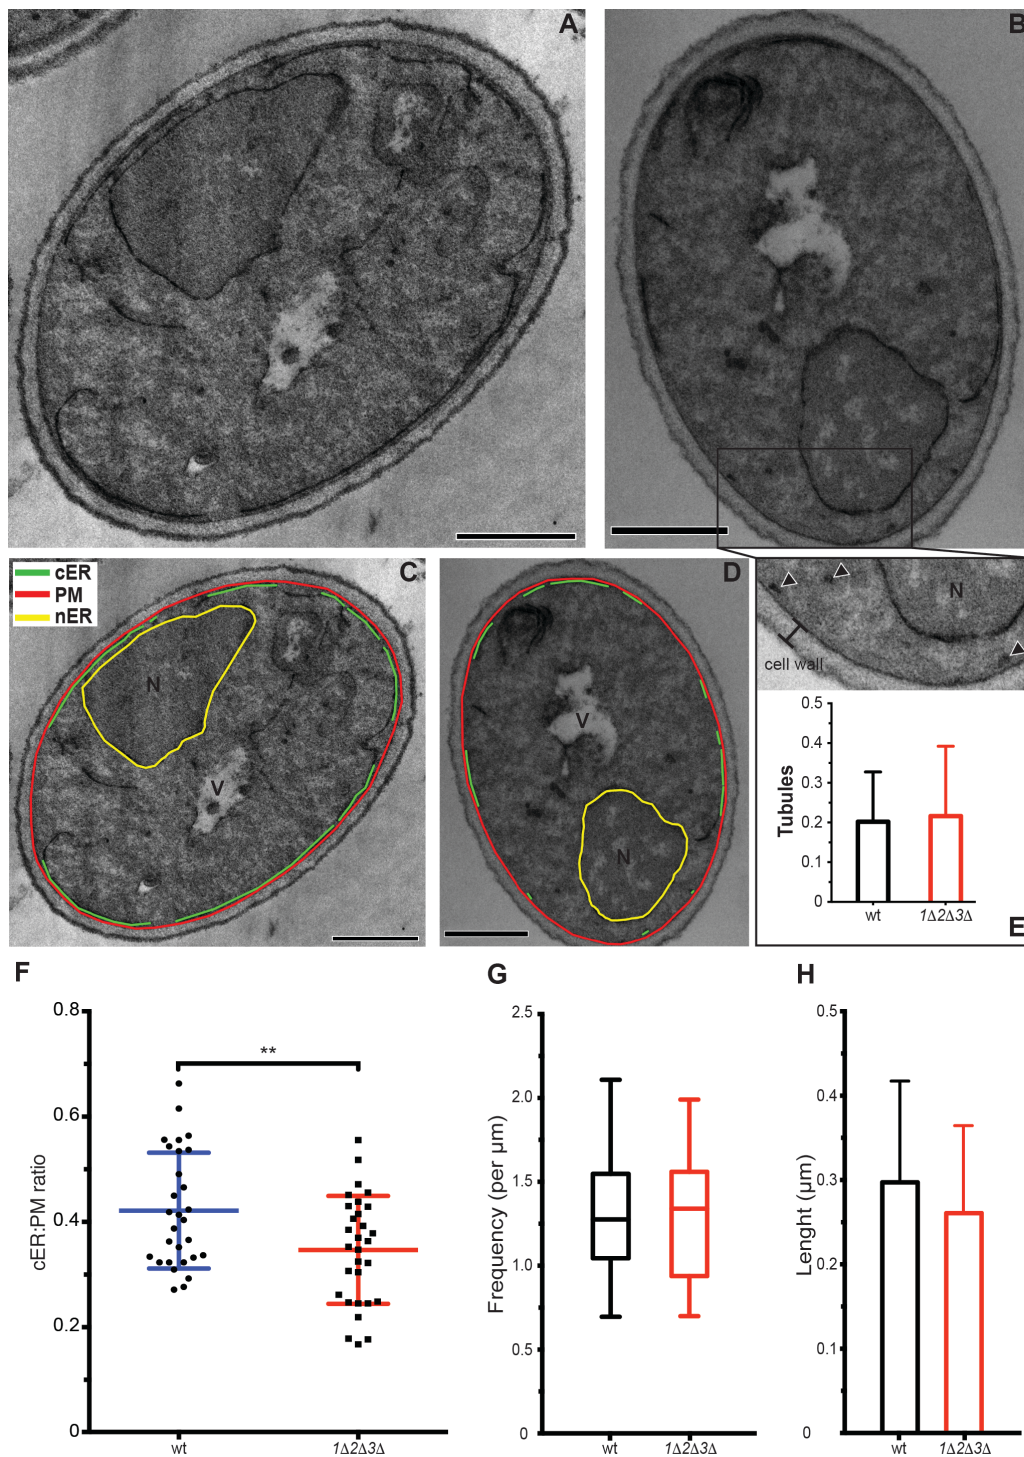 A
B
cER
PM
nER
C
N
V
D
V
N
N
cell wall
Tubules
0.5
0.4
0.3
0.2
0.1
0
wt
1Δ2Δ3Δ
E
F
cER:PM ratio
0.8
0.6
0.4
0.2
0
**
wt
1Δ2Δ3Δ
G
Frequency (per µm)
2.5
2.0
1.5
1.0
0.5
0
wt
1Δ2Δ3Δ
H
Lenght (µm)
0.5
0.4
0.3
0.2
0.1
0
wt
1Δ2Δ3Δ